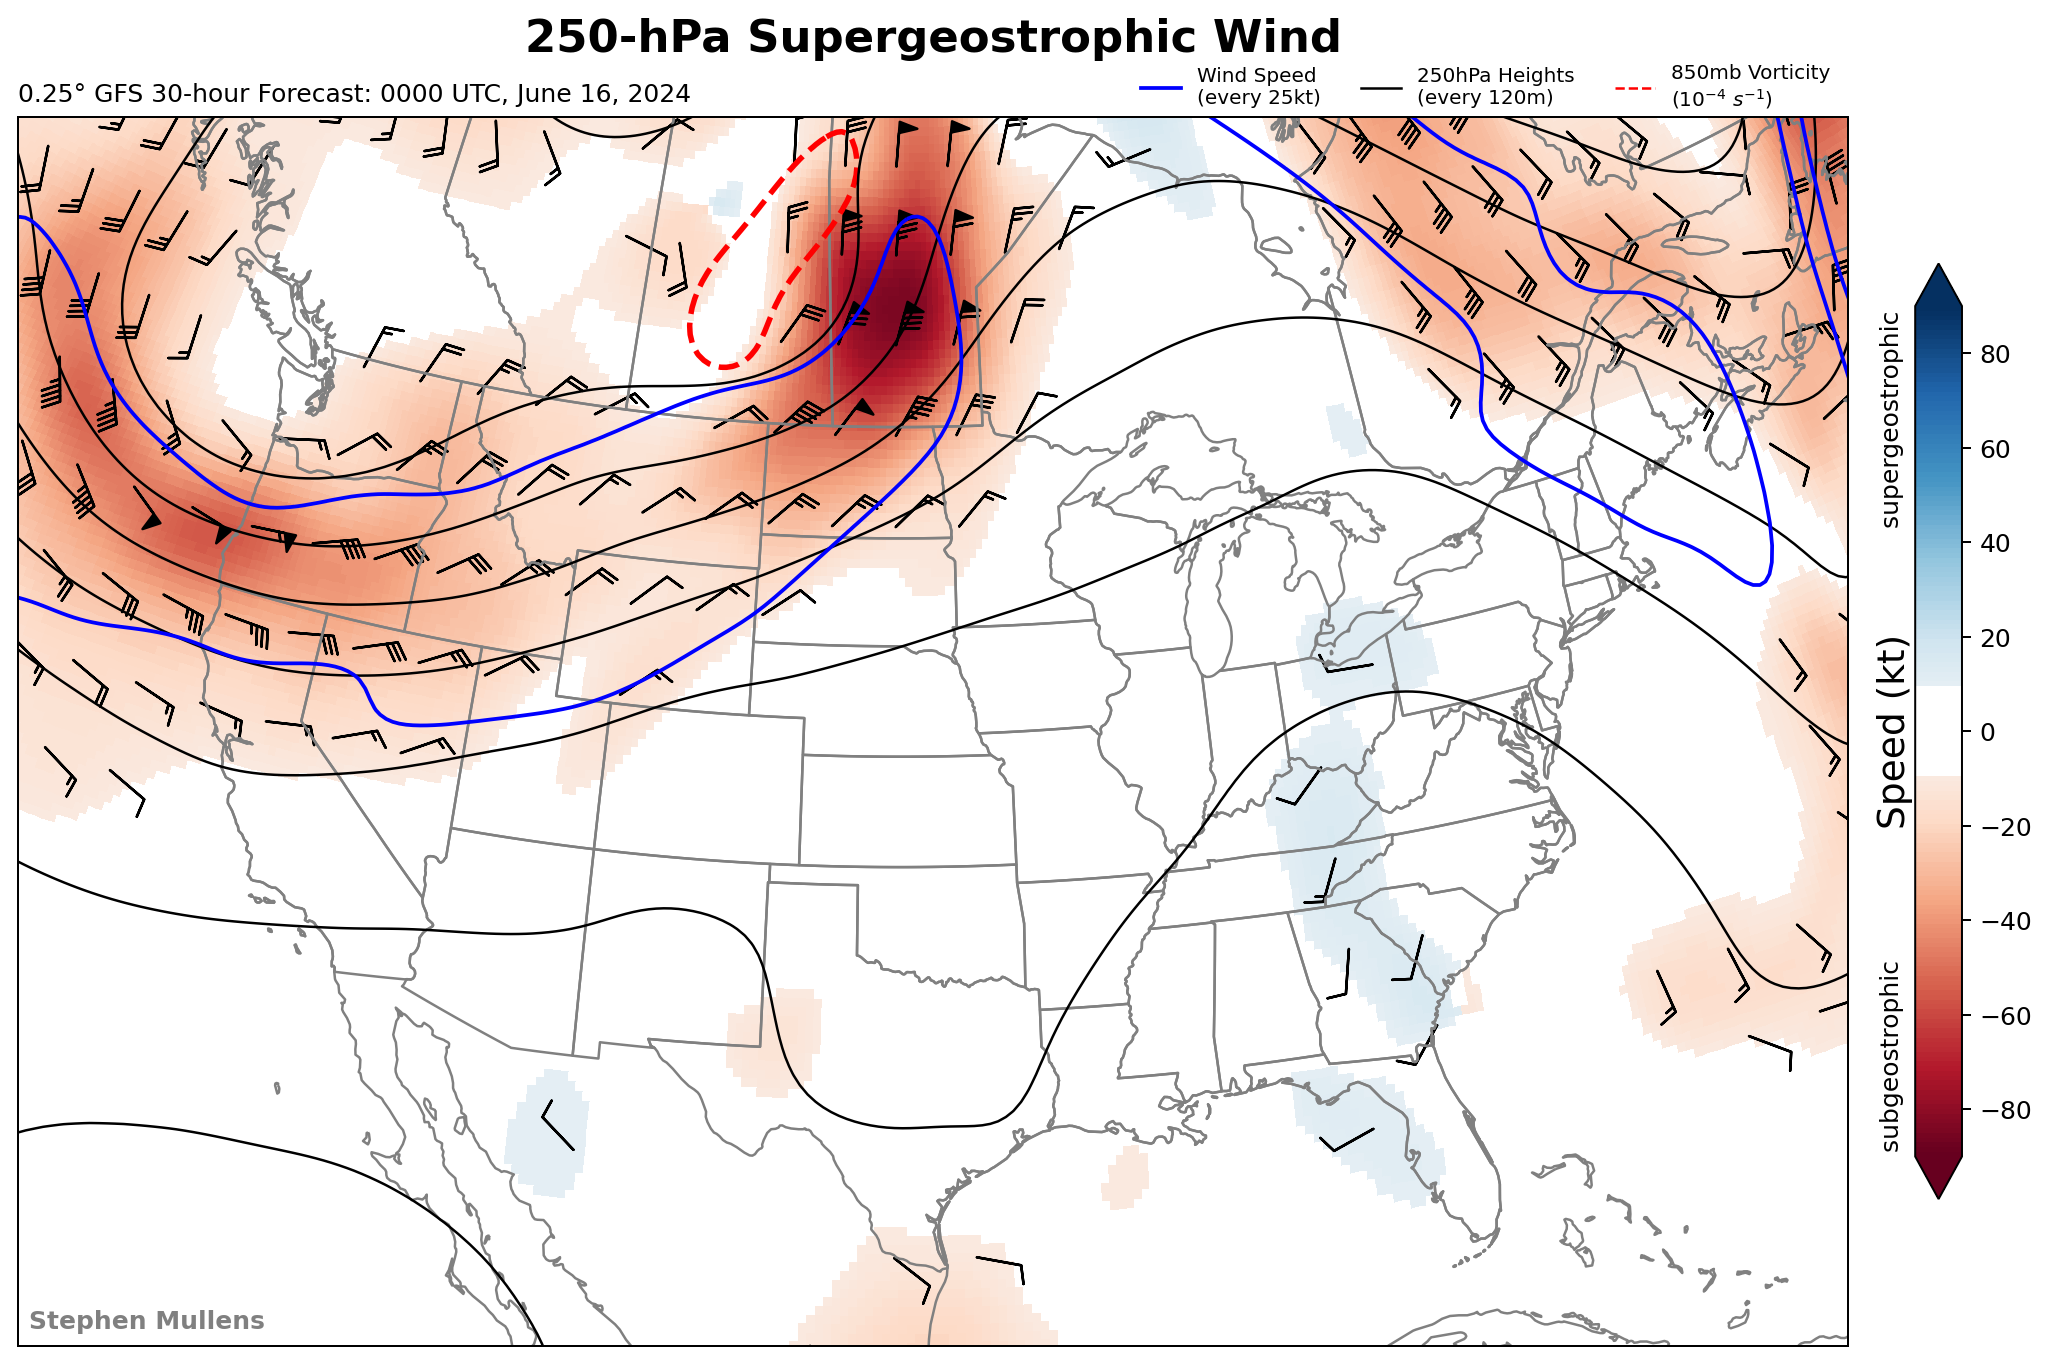 250-hPa Supergeostrophic Wind
0.25° GFS 30-hour Forecast: 0000 UTC, June 16, 2024
Wind Speed
(every 25kt)
250hPa Heights
(every 120m)
850mb Vorticity
(10⁻⁴ s⁻¹)
supergeostrophic
Speed (kt)
subgeostrophic
80
60
40
20
0
−20
−40
−60
−80
Stephen Mullens